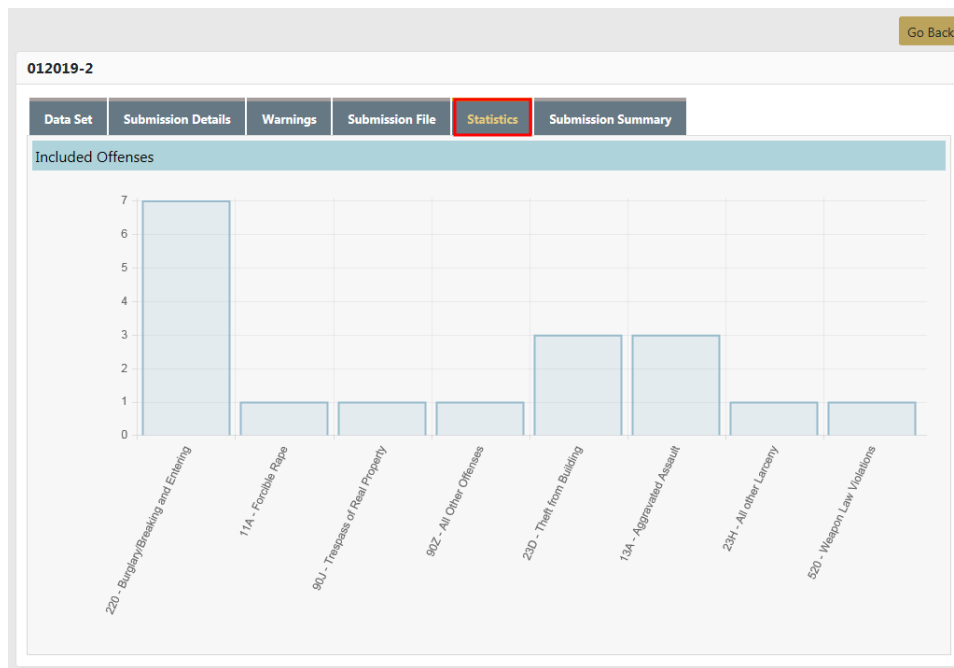 Go Back
012019-2
Data Set
Submission Details
Warnings
Submission File
Statistics
Submission Summary
Included Offenses
7
6
5
4
3
2
1
0
220 - Burglary/Breaking and Entering
11A - Forcible Rape
90J - Trespass of Real Property
90Z - All Other Offenses
23D - Theft from Building
13A - Aggravated Assault
23H - All other Larceny
520 - Weapon Law Violations